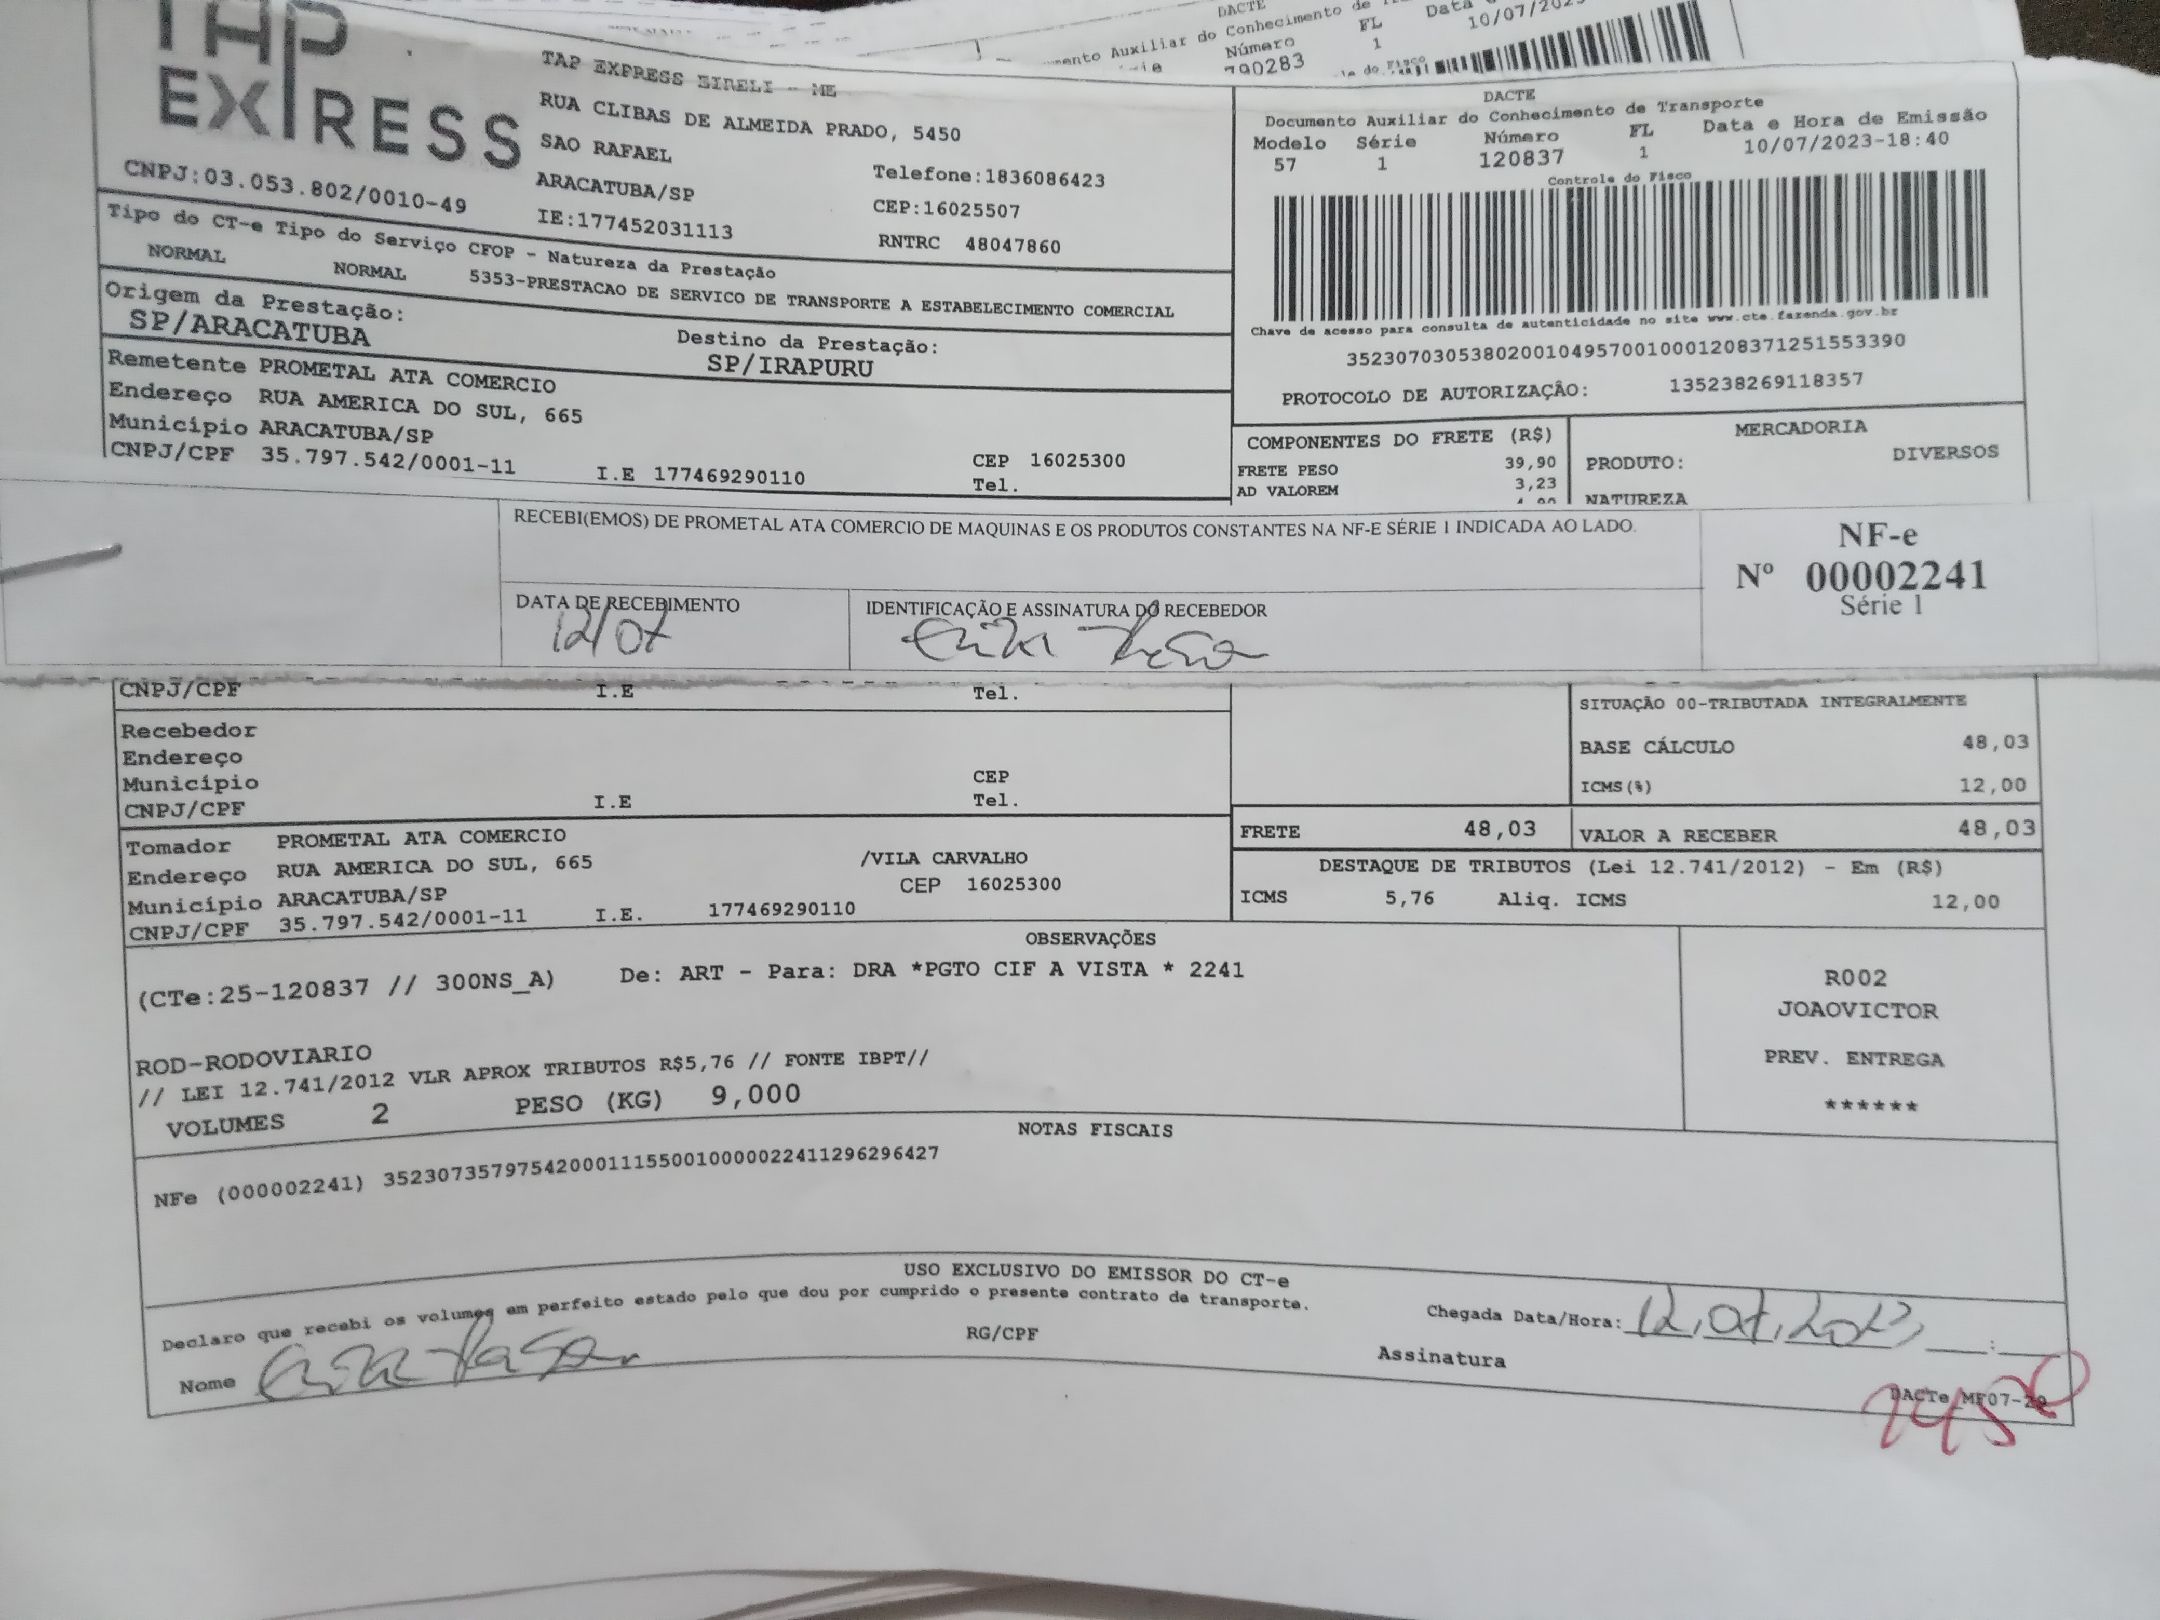 DACTE
Auxiliar do Conhecimento de
Número
FL
Data
790283
1
10/07/2023
TAP
EXPRESS
TAP EXPRESS EIRELI - ME
RUA CLIBAS DE ALMEIDA PRADO, 5450
SAO RAFAEL
Telefone:1836086423
ARACATUBA/SP
CEP:16025507
CNPJ:03.053.802/0010-49
IE:177452031113
RNTRC 48047860
DACTE
Documento Auxiliar do Conhecimento de Transporte
Modelo Série Número FL Data e Hora de Emissão
57 1 120837 1 10/07/2023-18:40
Controle do Fisco
Chave de acesso para consulta de autenticidade no site www.cte.fazenda.gov.br
35230703053802001049570010001208371251553390
PROTOCOLO DE AUTORIZAÇÃO: 135238269118357
Tipo do CT-e Tipo do Serviço CFOP - Natureza da Prestação
NORMAL NORMAL 5353-PRESTACAO DE SERVICO DE TRANSPORTE A ESTABELECIMENTO COMERCIAL
Origem da Prestação: Destino da Prestação:
SP/ARACATUBA SP/IRAPURU
Remetente PROMETAL ATA COMERCIO
Endereço RUA AMERICA DO SUL, 665
Município ARACATUBA/SP CEP 16025300
CNPJ/CPF 35.797.542/0001-11 I.E 177469290110 Tel.
COMPONENTES DO FRETE (R$)
FRETE PESO 39,90
AD VALOREM 3,23
MERCADORIA
PRODUTO: DIVERSOS
NATUREZA
RECEBI(EMOS) DE PROMETAL ATA COMERCIO DE MAQUINAS E OS PRODUTOS CONSTANTES NA NF-E SÉRIE 1 INDICADA AO LADO.
DATA DE RECEBIMENTO IDENTIFICAÇÃO E ASSINATURA DO RECEBEDOR
12/07
NF-e
Nº 00002241
Série 1
CNPJ/CPF I.E Tel.
Recebedor
Endereço
Município CEP
CNPJ/CPF I.E Tel.
SITUAÇÃO 00-TRIBUTADA INTEGRALMENTE
BASE CÁLCULO 48,03
ICMS(%) 12,00
FRETE 48,03 VALOR A RECEBER 48,03
Tomador PROMETAL ATA COMERCIO
Endereço RUA AMERICA DO SUL, 665 /VILA CARVALHO
Município ARACATUBA/SP CEP 16025300
CNPJ/CPF 35.797.542/0001-11 I.E. 177469290110
DESTAQUE DE TRIBUTOS (Lei 12.741/2012) - Em (R$)
ICMS 5,76 Aliq. ICMS 12,00
OBSERVAÇÕES
(CTe:25-120837 // 300NS_A) De: ART - Para: DRA *PGTO CIF A VISTA * 2241
R002
JOAOVICTOR
PREV. ENTREGA
******
ROD-RODOVIARIO
// LEI 12.741/2012 VLR APROX TRIBUTOS R$5,76 // FONTE IBPT//
VOLUMES 2 PESO (KG) 9,000
NOTAS FISCAIS
NFe (000002241) 35230735797542000111550010000022411296296427
USO EXCLUSIVO DO EMISSOR DO CT-e
Declaro que recebi os volumes em perfeito estado pelo que dou por cumprido o presente contrato de transporte.
Chegada Data/Hora: 12,07,2023
Nome RG/CPF Assinatura
DACTe MF07-